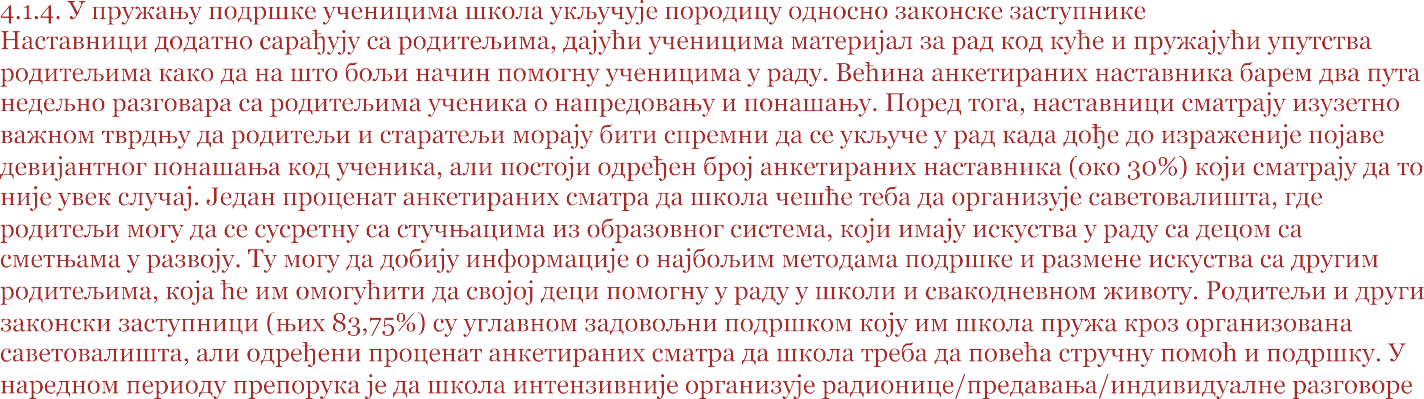 4.1.4. У пружању подршке ученицима школа укључује породицу односно законске заступнике
Наставници додатно сарађују са родитељима, дајући ученицима материјал за рад код куће и пружајући упутства
родитељима како да на што бољи начин помогну ученицима у раду. Већина анкетираних наставника барем два пута
недељно разговара са родитељима ученика о напредовању и понашању. Поред тога, наставници сматрају изузетно
важном тврдњу да родитељи и старатељи морају бити спремни да се укључе у рад када дође до израженије појаве
девијантног понашања код ученика, али постоји одређен број анкетираних наставника (око 30%) који сматрају да то
није увек случај. Један проценат анкетираних сматра да школа чешће теба да организује саветовалишта, где
родитељи могу да се сусретну са стучњацима из образовног система, који имају искуства у раду са децом са
сметњама у развоју. Ту могу да добију информације о најбољим методама подршке и размене искуства са другим
родитељима, која ће им омогућити да својој деци помогну у раду у школи и свакодневном животу. Родитељи и други
законски заступници (њих 83,75%) су углавном задовољни подршком коју им школа пружа кроз организована
саветовалишта, али одређени проценат анкетираних сматра да школа треба да повећа стручну помоћ и подршку. У
наредном периоду препорука је да школа интензивније организује радионице/предавања/индивидуалне разговоре